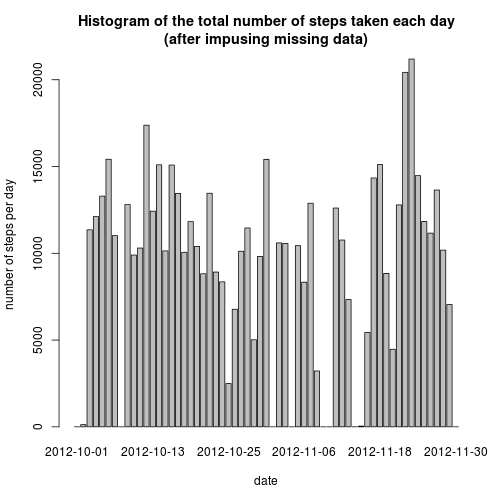 Histogram of the total number of steps taken each day
(after impusing missing data)
20000
15000
10000
5000
0
number of steps per day
2012-10-01 2012-10-13 2012-10-25 2012-11-06 2012-11-18 2012-11-30
date